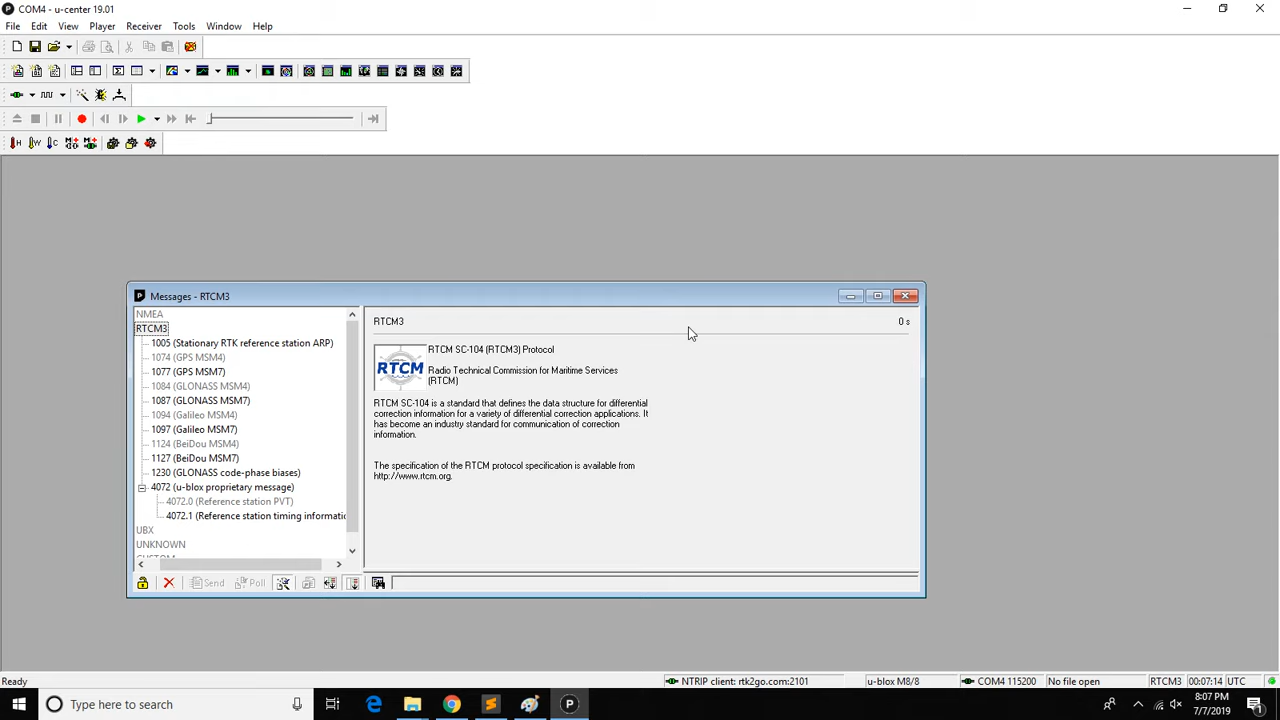 COM4 - u-center 19.01
File Edit View Player Receiver Tools Window Help
Messages - RTCM3
NMEA
RTCM3
1005 (Stationary RTK reference station ARP)
1074 (GPS MSM4)
1077 (GPS MSM7)
1084 (GLONASS MSM4)
1087 (GLONASS MSM7)
1094 (Galileo MSM4)
1097 (Galileo MSM7)
1124 (BeiDou MSM4)
1127 (BeiDou MSM7)
1230 (GLONASS code-phase biases)
4072 (u-blox proprietary message)
4072.0 (Reference station PVT)
4072.1 (Reference station timing informatio
UBX
UNKNOWN
CUSTOM
RTCM3 0 s
RTCM
RTCM SC-104 (RTCM3) Protocol
Radio Technical Commission for Maritime Services
(RTCM)
RTCM SC-104 is a standard that defines the data structure for differential
correction information for a variety of differential correction applications. It
has become an industry standard for communication of correction
information.
The specification of the RTCM protocol specification is available from
http://www.rtcm.org.
Send Poll
Ready NTRIP client: rtk2go.com:2101 u-blox M8/8 COM4 115200 No file open RTCM3 00:07:14 UTC
Type here to search
8:07 PM
7/7/2019